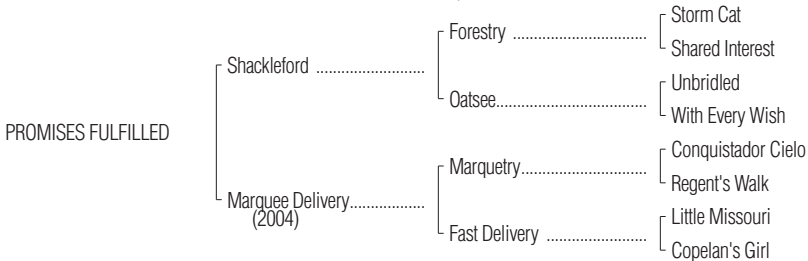 Storm Cat
Forestry ................................
Shared Interest
Shackleford ..........................
Unbridled
Oatsee....................................
With Every Wish
PROMISES FULFILLED
Conquistador Cielo
Marquetry..............................
Regent's Walk
Marquee Delivery..................
(2004)
Little Missouri
Fast Delivery ........................
Copelan's Girl